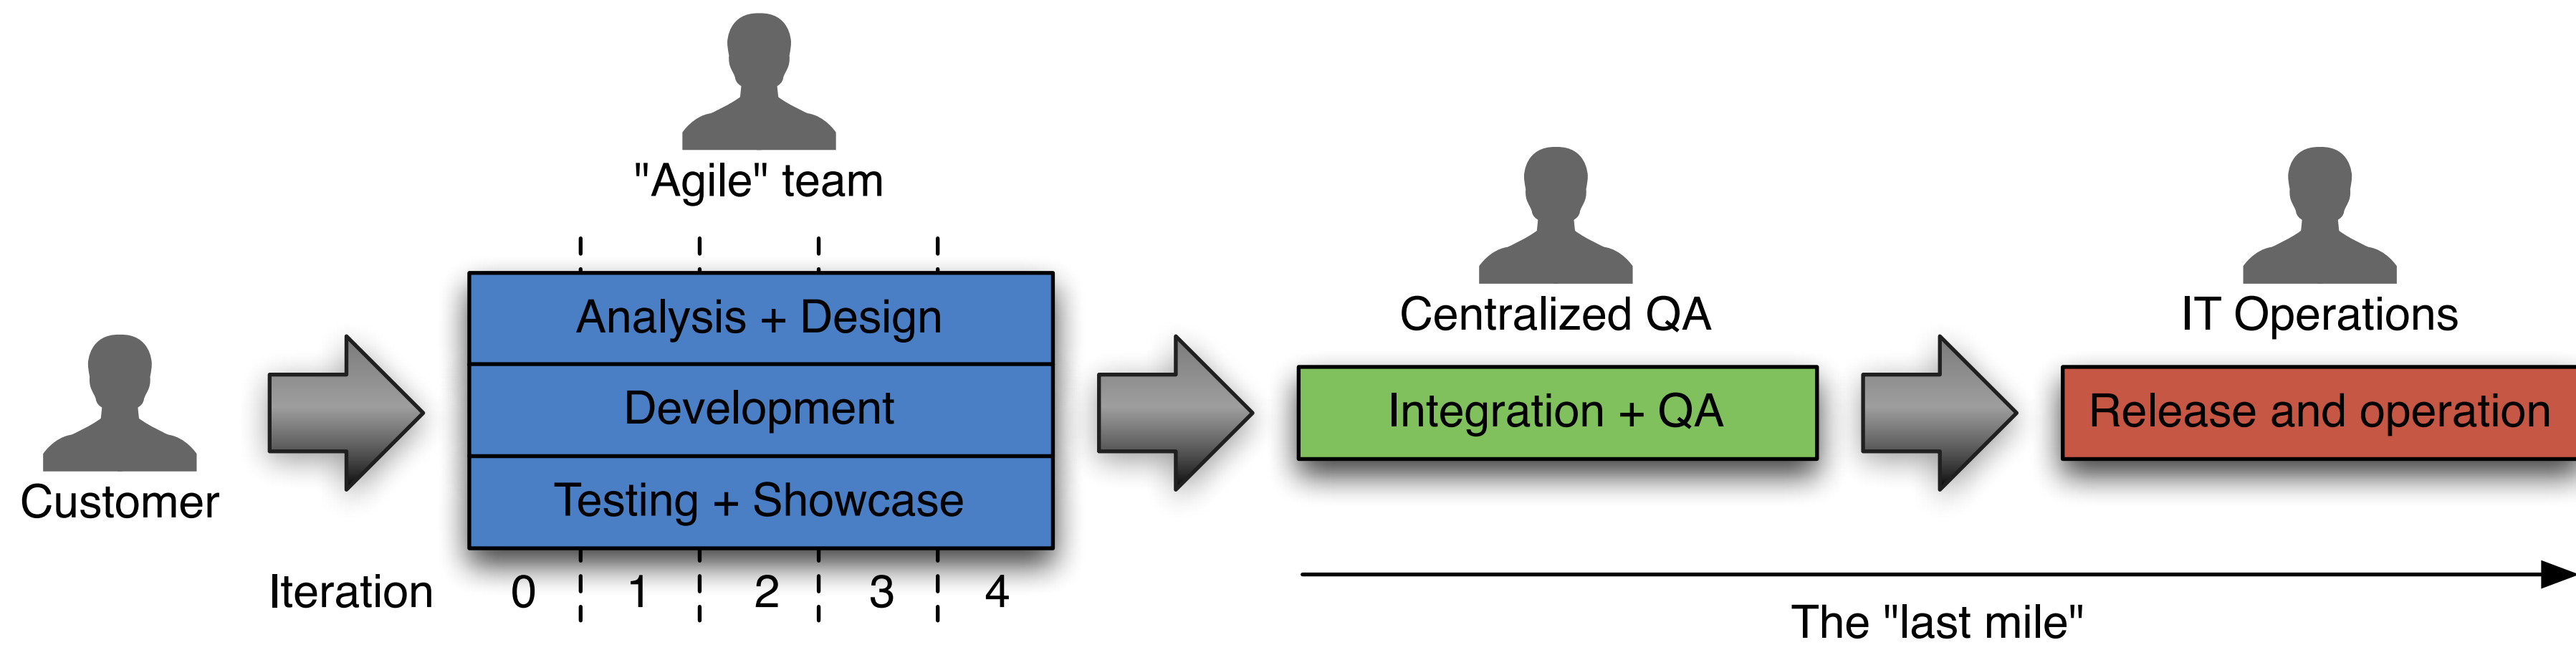 "Agile" team
Customer
Analysis + Design
Development
Testing + Showcase
Iteration 0 1 2 3 4
Centralized QA
Integration + QA
IT Operations
Release and operation
The "last mile"